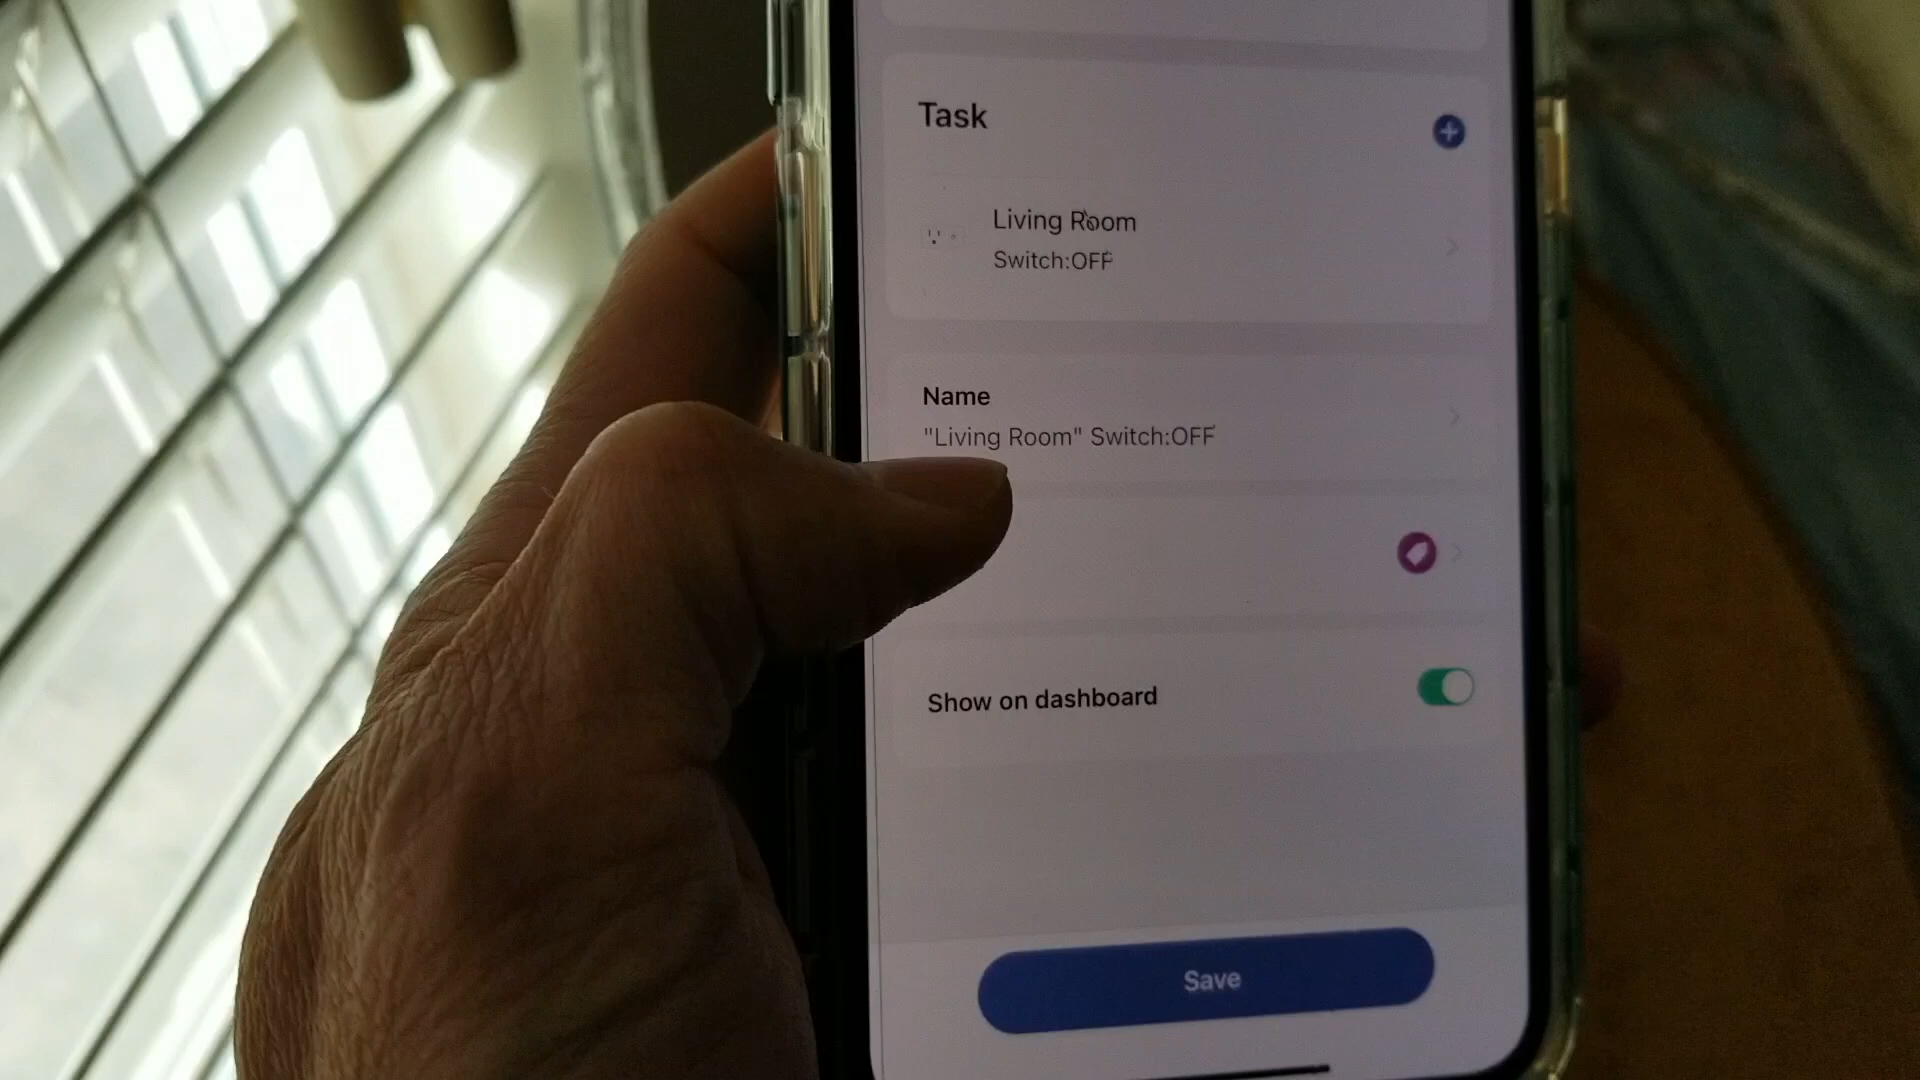 Task
Living Room
Switch:OFF
Name
"Living Room" Switch:OFF
Show on dashboard
Save